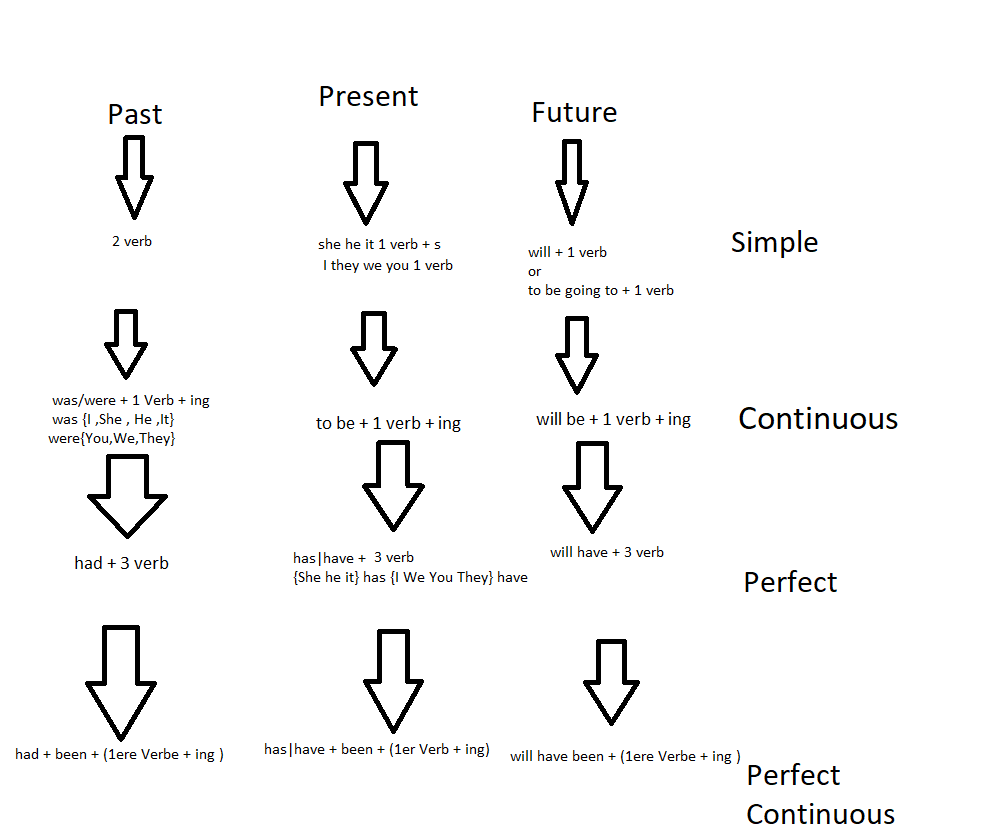 Past
Present
Future
2 verb
she he it 1 verb + s
I they we you 1 verb
will + 1 verb
or
to be going to + 1 verb
Simple
was/were + 1 Verb + ing
was {I ,She , He ,It}
were{You,We,They}
to be + 1 verb + ing
will be + 1 verb + ing
Continuous
had + 3 verb
has|have +  3 verb
{She he it} has {I We You They} have
will have + 3 verb
Perfect
had + been + (1ere Verbe + ing )
has|have + been + (1er Verb + ing)
will have been + (1ere Verbe + ing )
Perfect
Continuous